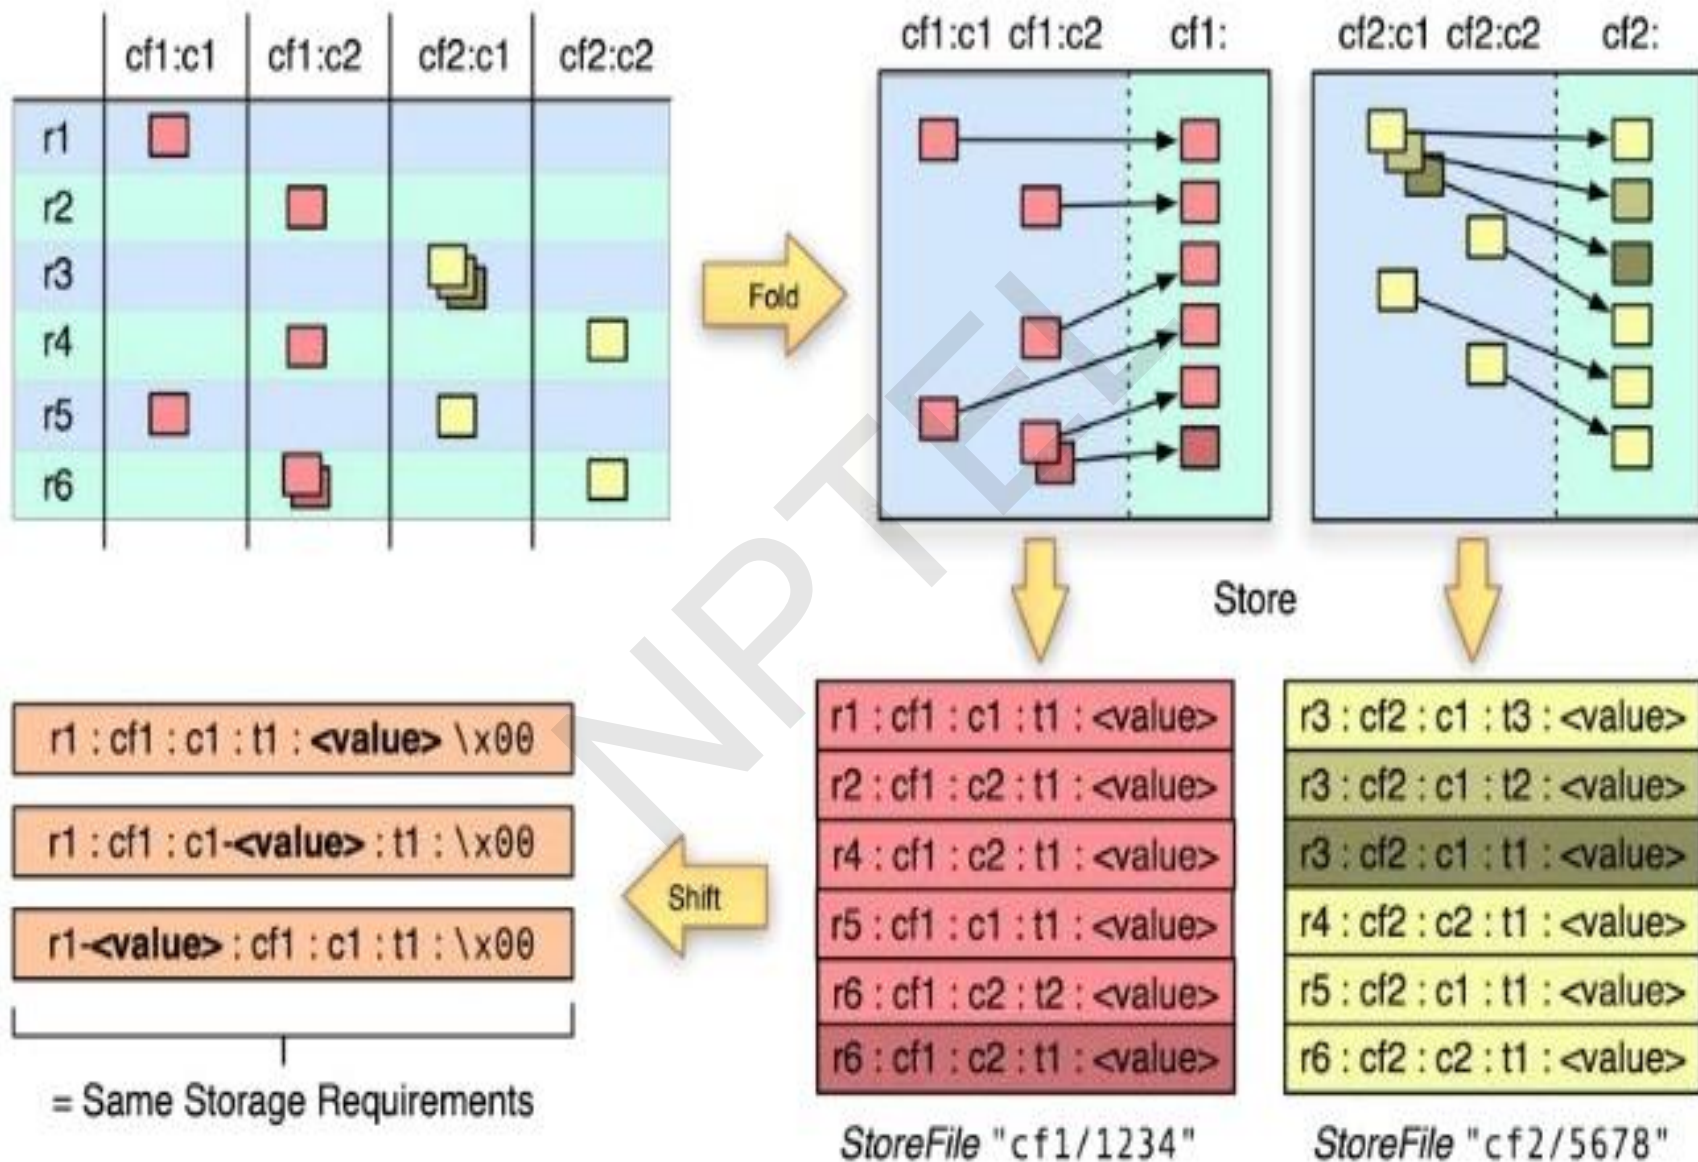 cf1:c1 cf1:c2 cf2:c1 cf2:c2
r1
r2
r3
r4
r5
r6
Fold
cf1:c1 cf1:c2 cf1:
cf2:c1 cf2:c2 cf2:
Store
r1 : cf1 : c1 : t1 : <value>
r2 : cf1 : c2 : t1 : <value>
r4 : cf1 : c2 : t1 : <value>
r5 : cf1 : c1 : t1 : <value>
r6 : cf1 : c2 : t2 : <value>
r6 : cf1 : c2 : t1 : <value>
StoreFile "cf1/1234"
r3 : cf2 : c1 : t3 : <value>
r3 : cf2 : c1 : t2 : <value>
r3 : cf2 : c1 : t1 : <value>
r4 : cf2 : c2 : t1 : <value>
r5 : cf2 : c1 : t1 : <value>
r6 : cf2 : c2 : t1 : <value>
StoreFile "cf2/5678"
Shift
r1 : cf1 : c1 : t1 : <value> \x00
r1 : cf1 : c1-<value> : t1 : \x00
r1-<value> : cf1 : c1 : t1 : \x00
= Same Storage Requirements
NPTEL